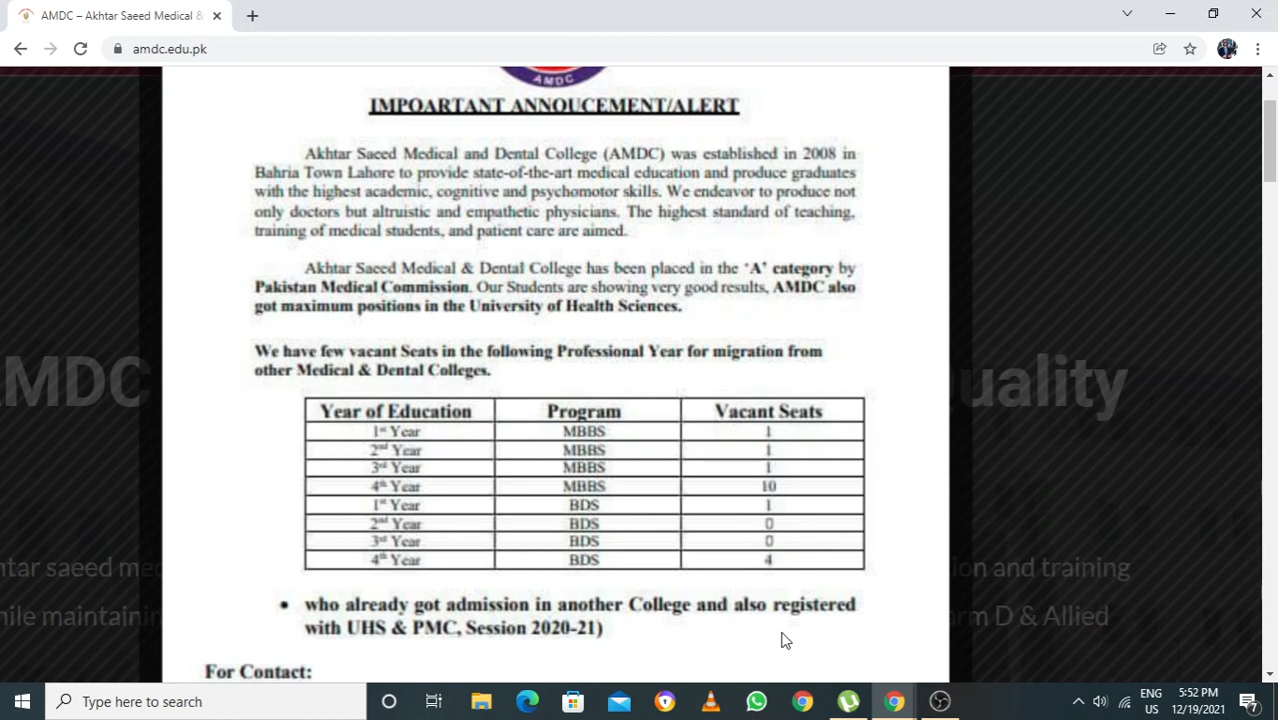 AMDC – Akhtar Saeed Medical &
amdc.edu.pk
AMDC
IMPOARTANT ANNOUCEMENT/ALERT
Akhtar Saeed Medical and Dental College (AMDC) was established in 2008 in
Bahria Town Lahore to provide state-of-the-art medical education and produce graduates
with the highest academic, cognitive and psychomotor skills. We endeavor to produce not
only doctors but altruistic and empathetic physicians. The highest standard of teaching,
training of medical students, and patient care are aimed.
Akhtar Saeed Medical & Dental College has been placed in the 'A' category by
Pakistan Medical Commission. Our Students are showing very good results, AMDC also
got maximum positions in the University of Health Sciences.
We have few vacant Seats in the following Professional Year for migration from
other Medical & Dental Colleges.
Year of Education Program Vacant Seats
1st Year MBBS 1
2nd Year MBBS 1
3rd Year MBBS 1
4th Year MBBS 10
1st Year BDS 1
2nd Year BDS 0
3rd Year BDS 0
4th Year BDS 4
• who already got admission in another College and also registered
with UHS & PMC, Session 2020-21)
For Contact:
MDC
uality
htar saeed me
ion and training
hile maintain
rm D & Allied
Type here to search
ENG
US
5:52 PM
12/19/2021
7